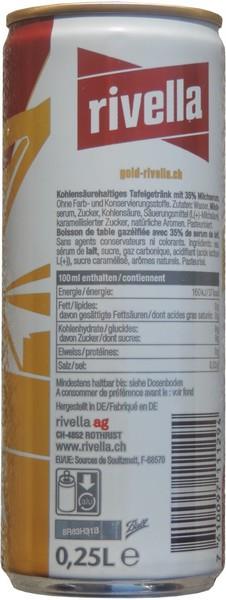 rivella
gold-rivella.ch
Kohlensäurehaltiges Tafelgetränk mit 35% Milchserum.
Ohne Farb- und Konservierungsstoffe. Zutaten: Wasser, Milch-
serum, Zucker, Kohlensäure, Säuerungsmittel (L(+)-Milchsäure),
karamellisierter Zucker, natürliche Aromen. Pasteurisiert.
Boisson de table gazéifiée avec 35% de sérum de lait.
Sans agents conservateurs ni colorants. Ingrédients: eau,
sérum de lait, sucre, gaz carbonique, acidifiant (acide lactique
L(+)), sucre caramélisé, arômes naturels. Pasteurisé.
100 ml enthalten/contiennent
Energie/énergie:
Fett/lipides:
davon gesättigte Fettsäuren/dont acides gras saturés:
Kohlenhydrate/glucides:
davon Zucker/dont sucres:
Eiweiss/protéines:
Salz/sel:
Mindestens haltbar bis: siehe Dosenboden
A consommer de préférence avant le: voir fond
Hergestellt in DE/Fabriqué en DE
rivella ag
CH-4852 ROTHRIST
www.rivella.ch
EU/UE: Sources de Soultzmatt, F-68570
Ball
0,25L e